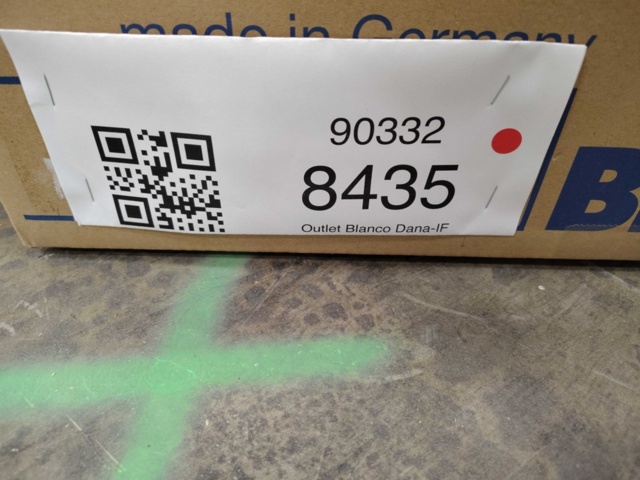 made in Germany
90332
8435
Outlet Blanco Dana-IF